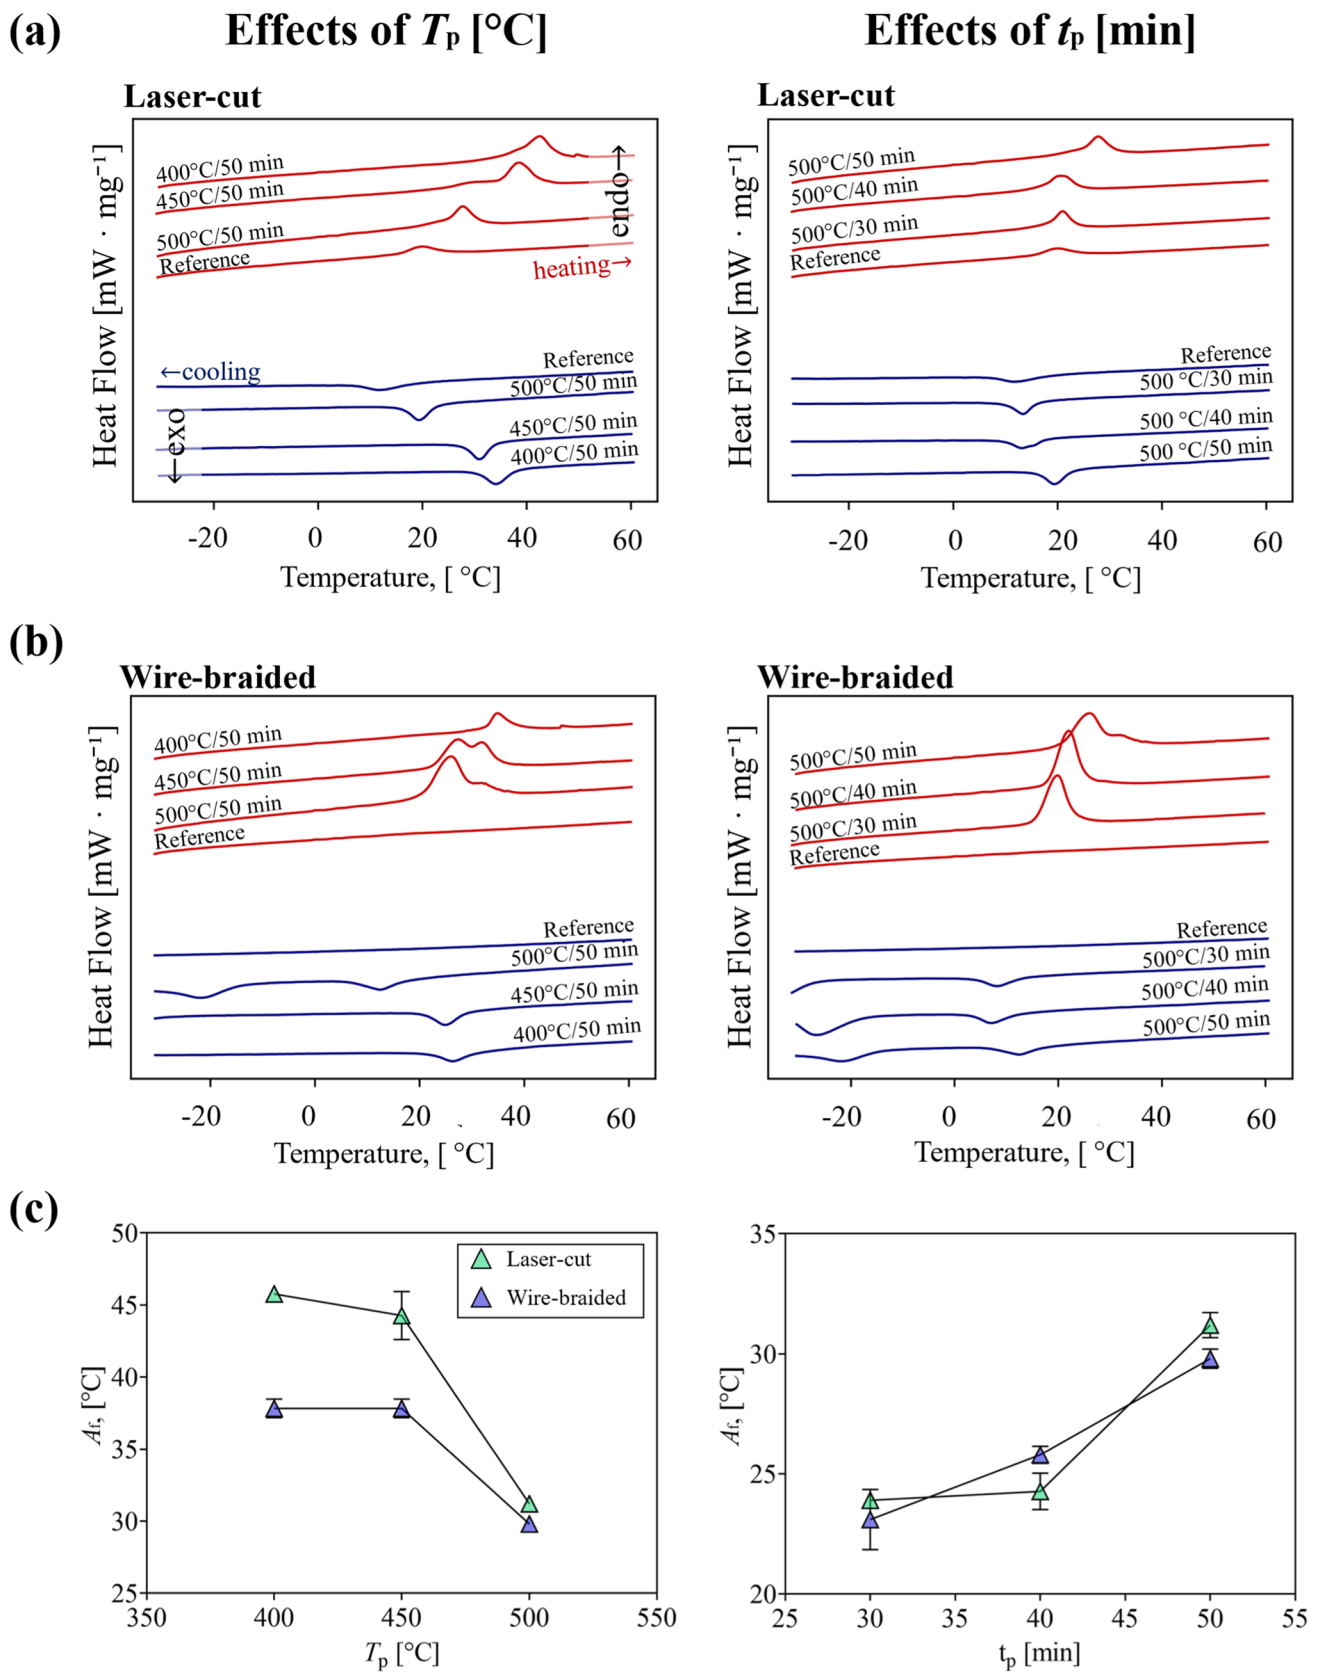 (a)
Effects of Tp [°C]
Effects of tp [min]
Laser-cut
Heat Flow [mW · mg⁻¹]
400°C/50 min
450°C/50 min
500°C/50 min
Reference
endo→
heating→
←cooling
←exo
Reference
500°C/50 min
450°C/50 min
400°C/50 min
-20 0 20 40 60
Temperature, [ °C]
Laser-cut
Heat Flow [mW · mg⁻¹]
500°C/50 min
500°C/40 min
500°C/30 min
Reference
Reference
500 °C/30 min
500 °C/40 min
500 °C/50 min
-20 0 20 40 60
Temperature, [ °C]
(b)
Wire-braided
Heat Flow [mW · mg⁻¹]
400°C/50 min
450°C/50 min
500°C/50 min
Reference
Reference
500°C/50 min
450°C/50 min
400°C/50 min
-20 0 20 40 60
Temperature, [ °C]
Wire-braided
Heat Flow [mW · mg⁻¹]
500°C/50 min
500°C/40 min
500°C/30 min
Reference
Reference
500°C/30 min
500°C/40 min
500°C/50 min
-20 0 20 40 60
Temperature, [ °C]
(c)
50
45
40
35
30
25
Af, [°C]
Laser-cut
Wire-braided
350 400 450 500 550
Tp [°C]
35
30
25
20
Af, [°C]
25 30 35 40 45 50 55
tp [min]